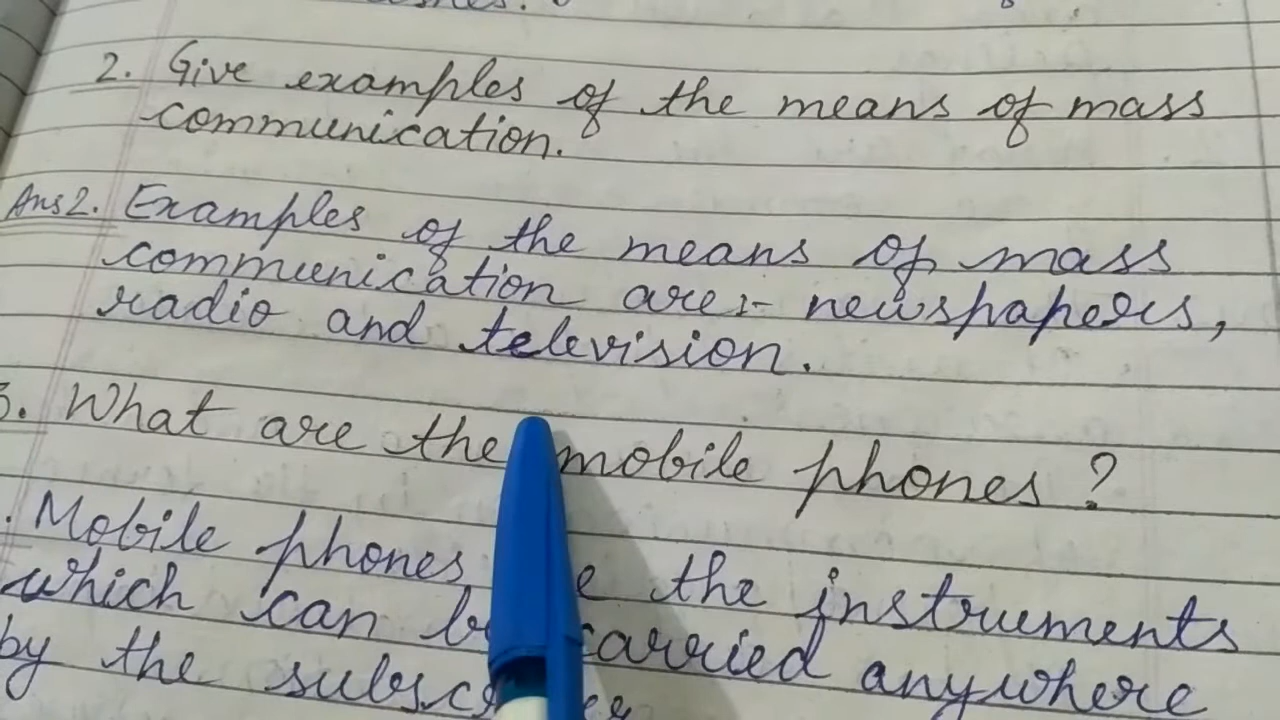 2. Give examples of the means of mass
communication.
Ans2. Examples of the means of mass
communication are:- newspapers,
radio and television.
3. What are the mobile phones?
. Mobile phones the instruments
which can carried anywhere
by the